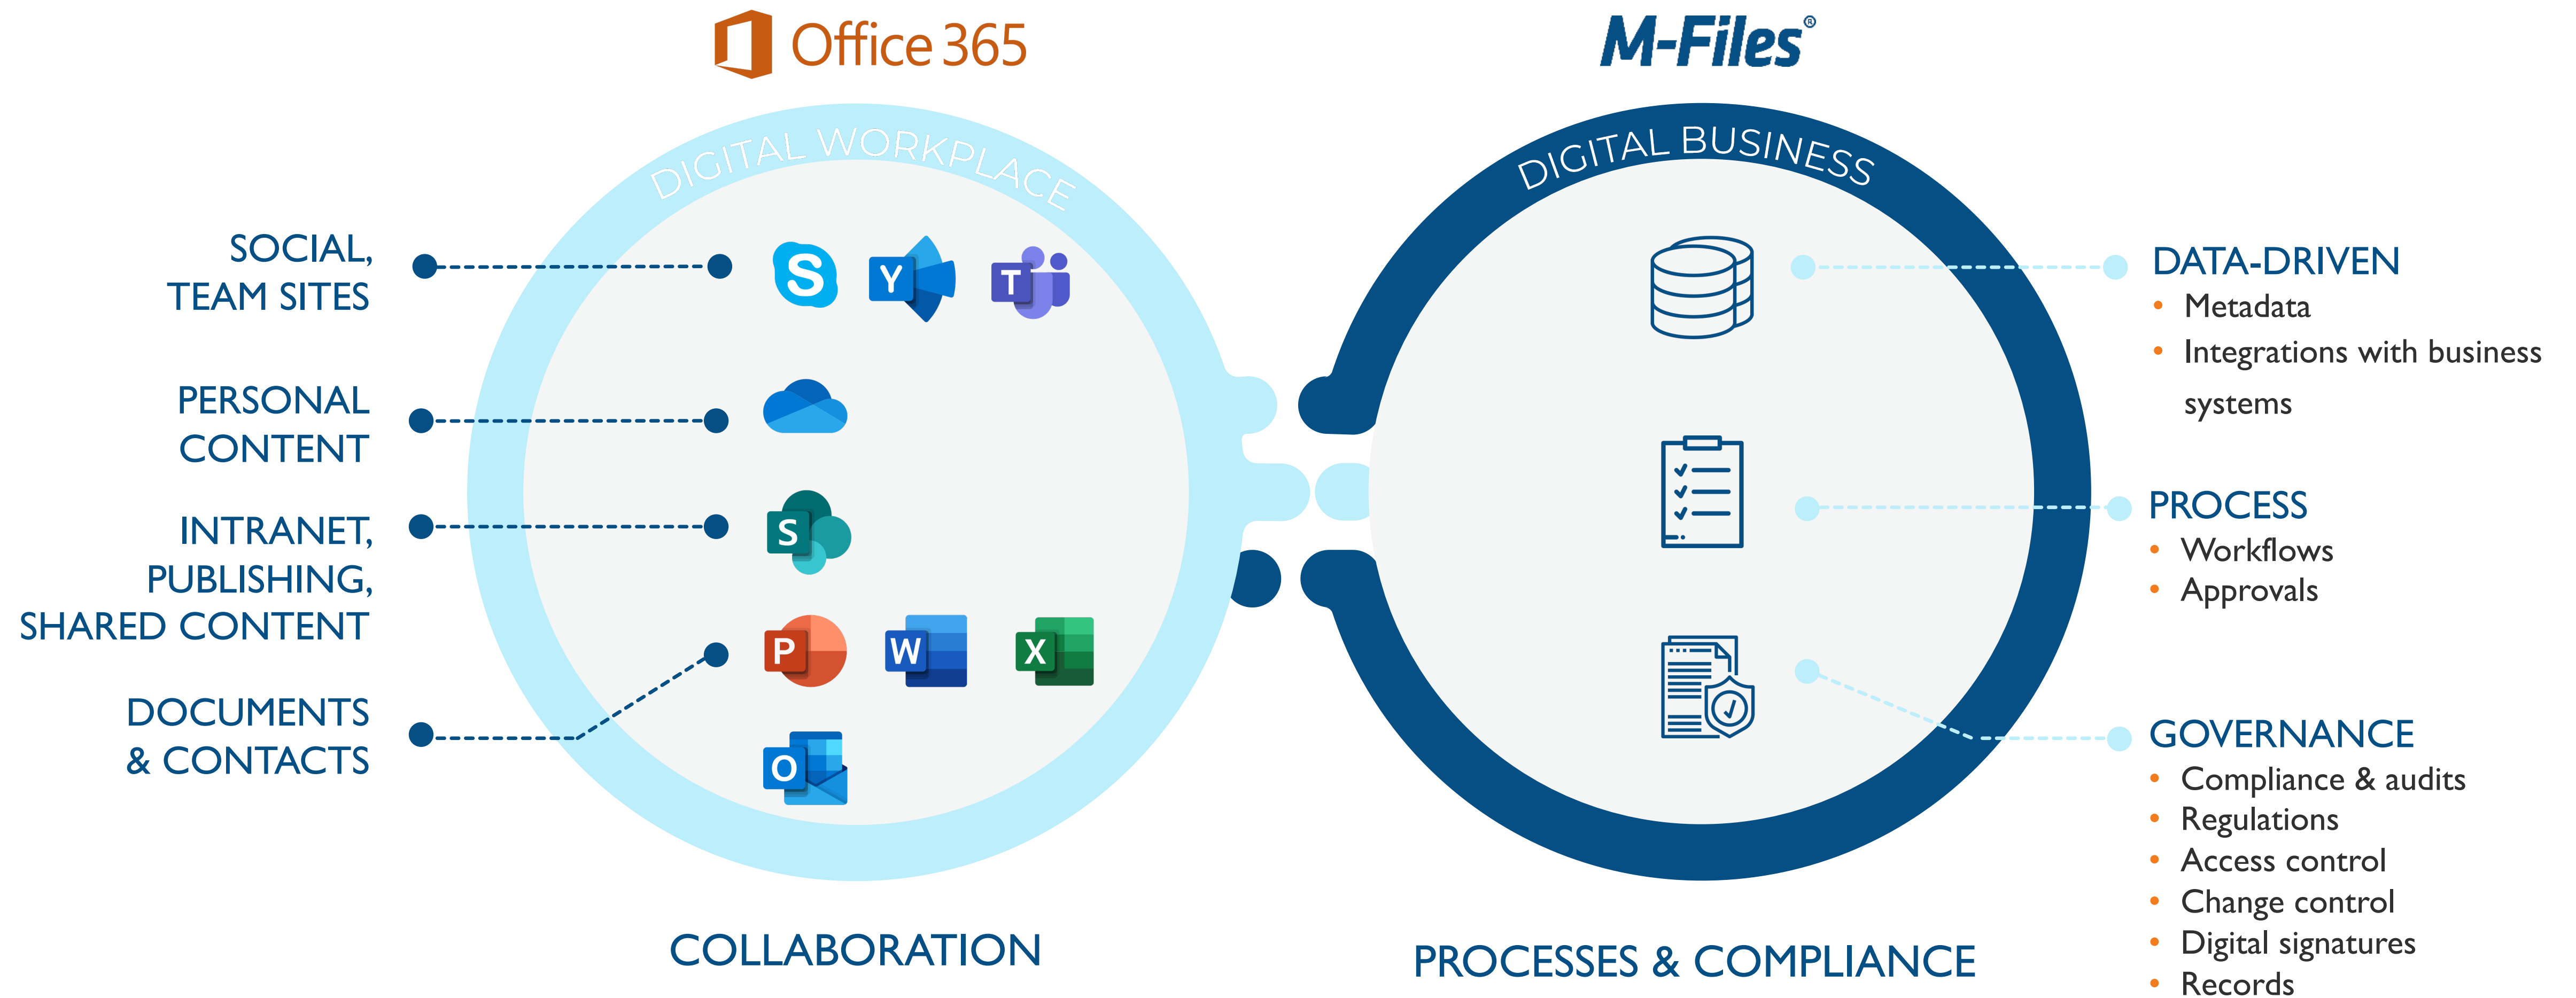 Office 365
M-Files®
DIGITAL WORKPLACE
DIGITAL BUSINESS
SOCIAL,
TEAM SITES
PERSONAL
CONTENT
INTRANET,
PUBLISHING,
SHARED CONTENT
DOCUMENTS
& CONTACTS
S
Y
T
S
P
W
X
O
DATA-DRIVEN
• Metadata
• Integrations with business
systems
PROCESS
• Workflows
• Approvals
GOVERNANCE
• Compliance & audits
• Regulations
• Access control
• Change control
• Digital signatures
• Records
COLLABORATION
PROCESSES & COMPLIANCE